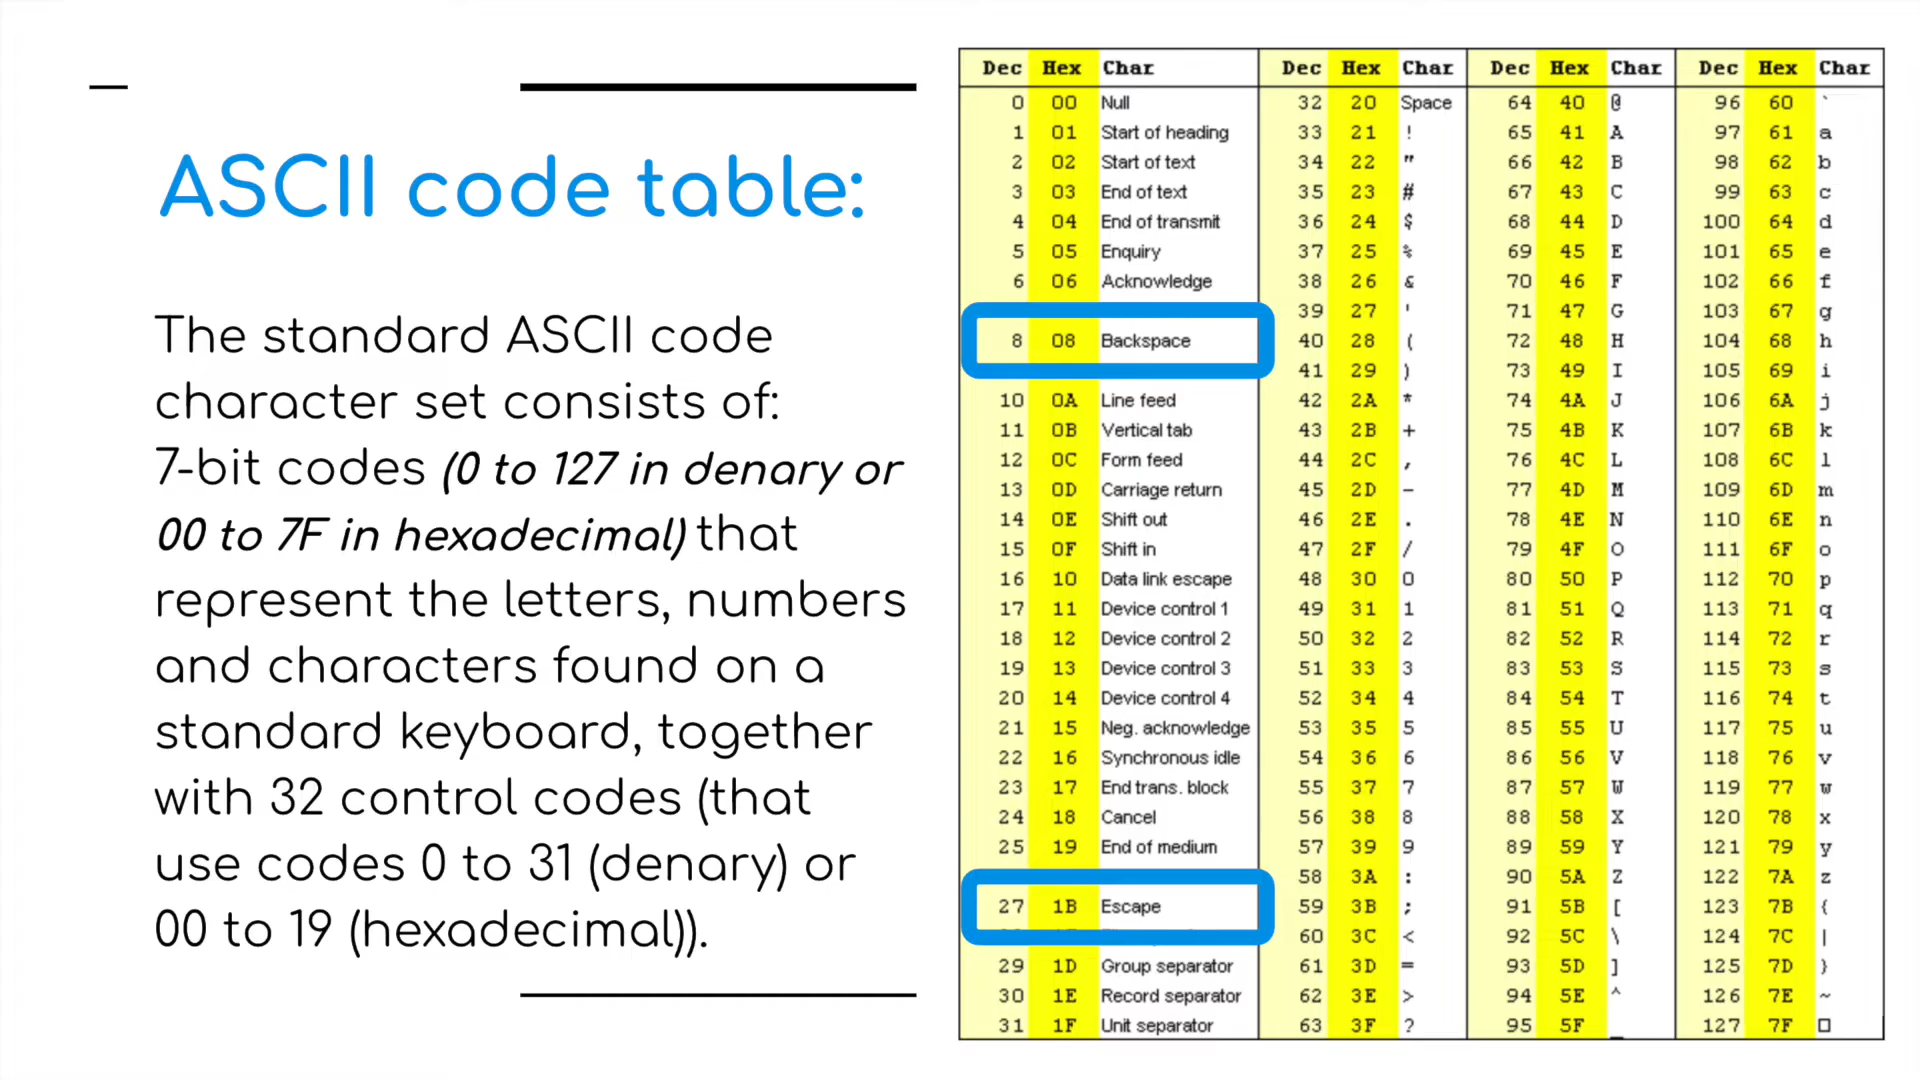 ASCII code table:
The standard ASCII code
character set consists of:
7-bit codes (0 to 127 in denary or
00 to 7F in hexadecimal) that
represent the letters, numbers
and characters found on a
standard keyboard, together
with 32 control codes (that
use codes 0 to 31 (denary) or
00 to 19 (hexadecimal)).
Dec Hex Char Dec Hex Char Dec Hex Char Dec Hex Char
0 00 Null 32 20 Space 64 40 @ 96 60 `
1 01 Start of heading 33 21 ! 65 41 A 97 61 a
2 02 Start of text 34 22 " 66 42 B 98 62 b
3 03 End of text 35 23 # 67 43 C 99 63 c
4 04 End of transmit 36 24 $ 68 44 D 100 64 d
5 05 Enquiry 37 25 % 69 45 E 101 65 e
6 06 Acknowledge 38 26 & 70 46 F 102 66 f
39 27 ' 71 47 G 103 67 g
8 08 Backspace 40 28 ( 72 48 H 104 68 h
41 29 ) 73 49 I 105 69 i
10 0A Line feed 42 2A * 74 4A J 106 6A j
11 0B Vertical tab 43 2B + 75 4B K 107 6B k
12 0C Form feed 44 2C , 76 4C L 108 6C l
13 0D Carriage return 45 2D - 77 4D M 109 6D m
14 0E Shift out 46 2E . 78 4E N 110 6E n
15 0F Shift in 47 2F / 79 4F O 111 6F o
16 10 Data link escape 48 30 0 80 50 P 112 70 p
17 11 Device control 1 49 31 1 81 51 Q 113 71 q
18 12 Device control 2 50 32 2 82 52 R 114 72 r
19 13 Device control 3 51 33 3 83 53 S 115 73 s
20 14 Device control 4 52 34 4 84 54 T 116 74 t
21 15 Neg. acknowledge 53 35 5 85 55 U 117 75 u
22 16 Synchronous idle 54 36 6 86 56 V 118 76 v
23 17 End trans. block 55 37 7 87 57 W 119 77 w
24 18 Cancel 56 38 8 88 58 X 120 78 x
25 19 End of medium 57 39 9 89 59 Y 121 79 y
58 3A : 90 5A Z 122 7A z
27 1B Escape 59 3B ; 91 5B [ 123 7B {
60 3C < 92 5C \ 124 7C |
29 1D Group separator 61 3D = 93 5D ] 125 7D }
30 1E Record separator 62 3E > 94 5E ^ 126 7E ~
31 1F Unit separator 63 3F ? 95 5F _ 127 7F □